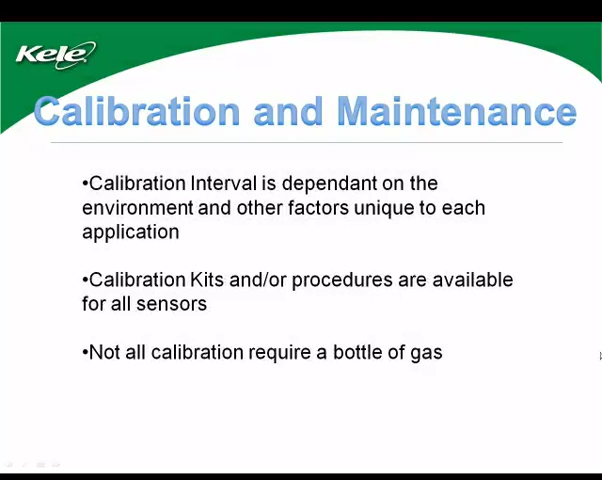 Kele
Calibration and Maintenance
•Calibration Interval is dependant on the
environment and other factors unique to each
application
•Calibration Kits and/or procedures are available
for all sensors
•Not all calibration require a bottle of gas